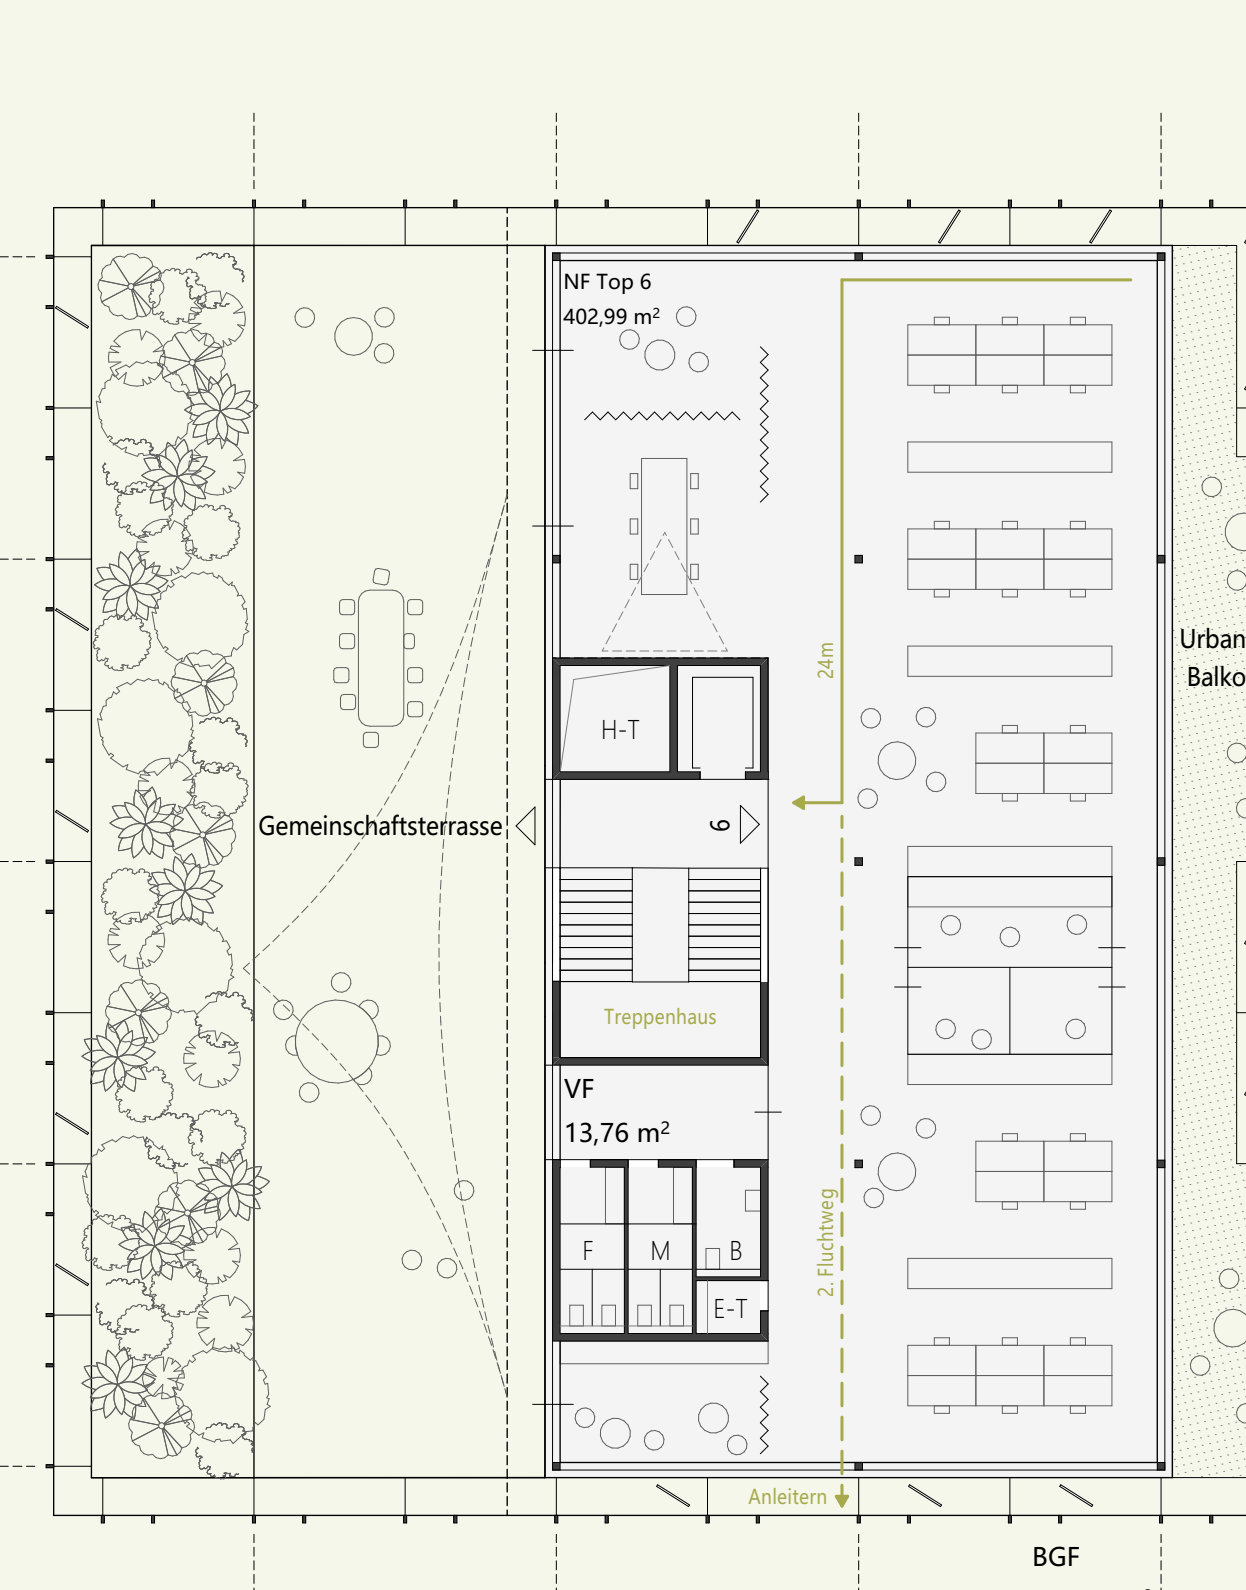 NF Top 6
402,99 m²
24m
Urban
Balko
H-T
Gemeinschaftsterrasse
6
Treppenhaus
VF
13,76 m²
2. Fluchtweg
F
M
B
E-T
Anleitern
BGF